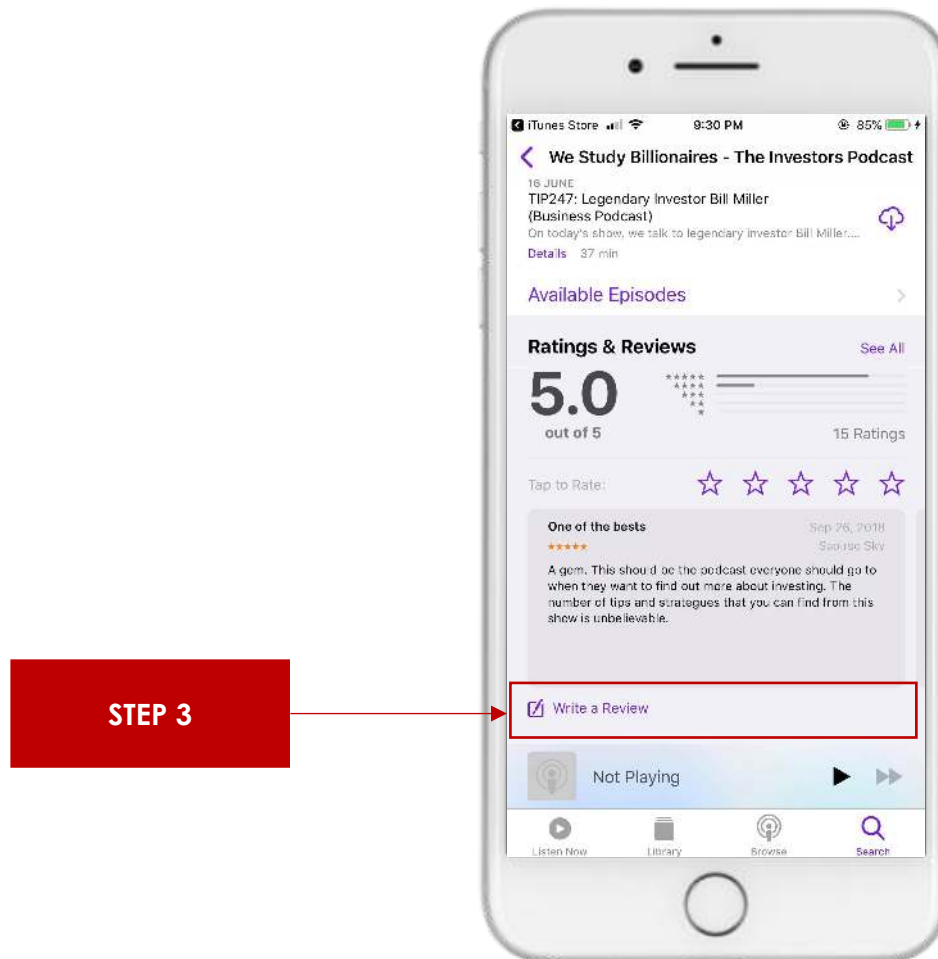 iTunes Store
9:30 PM
85%
We Study Billionaires - The Investors Podcast
16 JUNE
TIP247: Legendary Investor Bill Miller
(Business Podcast)
On today's show, we talk to legendary investor Bill Miller....
Details 37 min
Available Episodes
Ratings & Reviews
See All
5.0
out of 5
15 Ratings
Tap to Rate:
One of the bests
Sep 26, 2018
Sky
A gem. This should be the podcast everyone should go to
when they want to find out more about investing. The
number of tips and strategues that you can find from this
show is unbelievable.
STEP 3
Write a Review
Not Playing
Listen Now
Library
Browse
Search